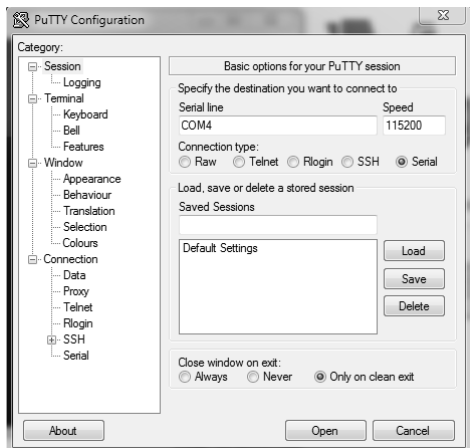 PuTTY Configuration
Category:
Session
Logging
Terminal
Keyboard
Bell
Features
Window
Appearance
Behaviour
Translation
Selection
Colours
Connection
Data
Proxy
Telnet
Rlogin
SSH
Serial
Basic options for your PuTTY session
Specify the destination you want to connect to
Serial line Speed
COM4 115200
Connection type:
Raw Telnet Rlogin SSH Serial
Load, save or delete a stored session
Saved Sessions
Default Settings
Load
Save
Delete
Close window on exit:
Always Never Only on clean exit
About Open Cancel